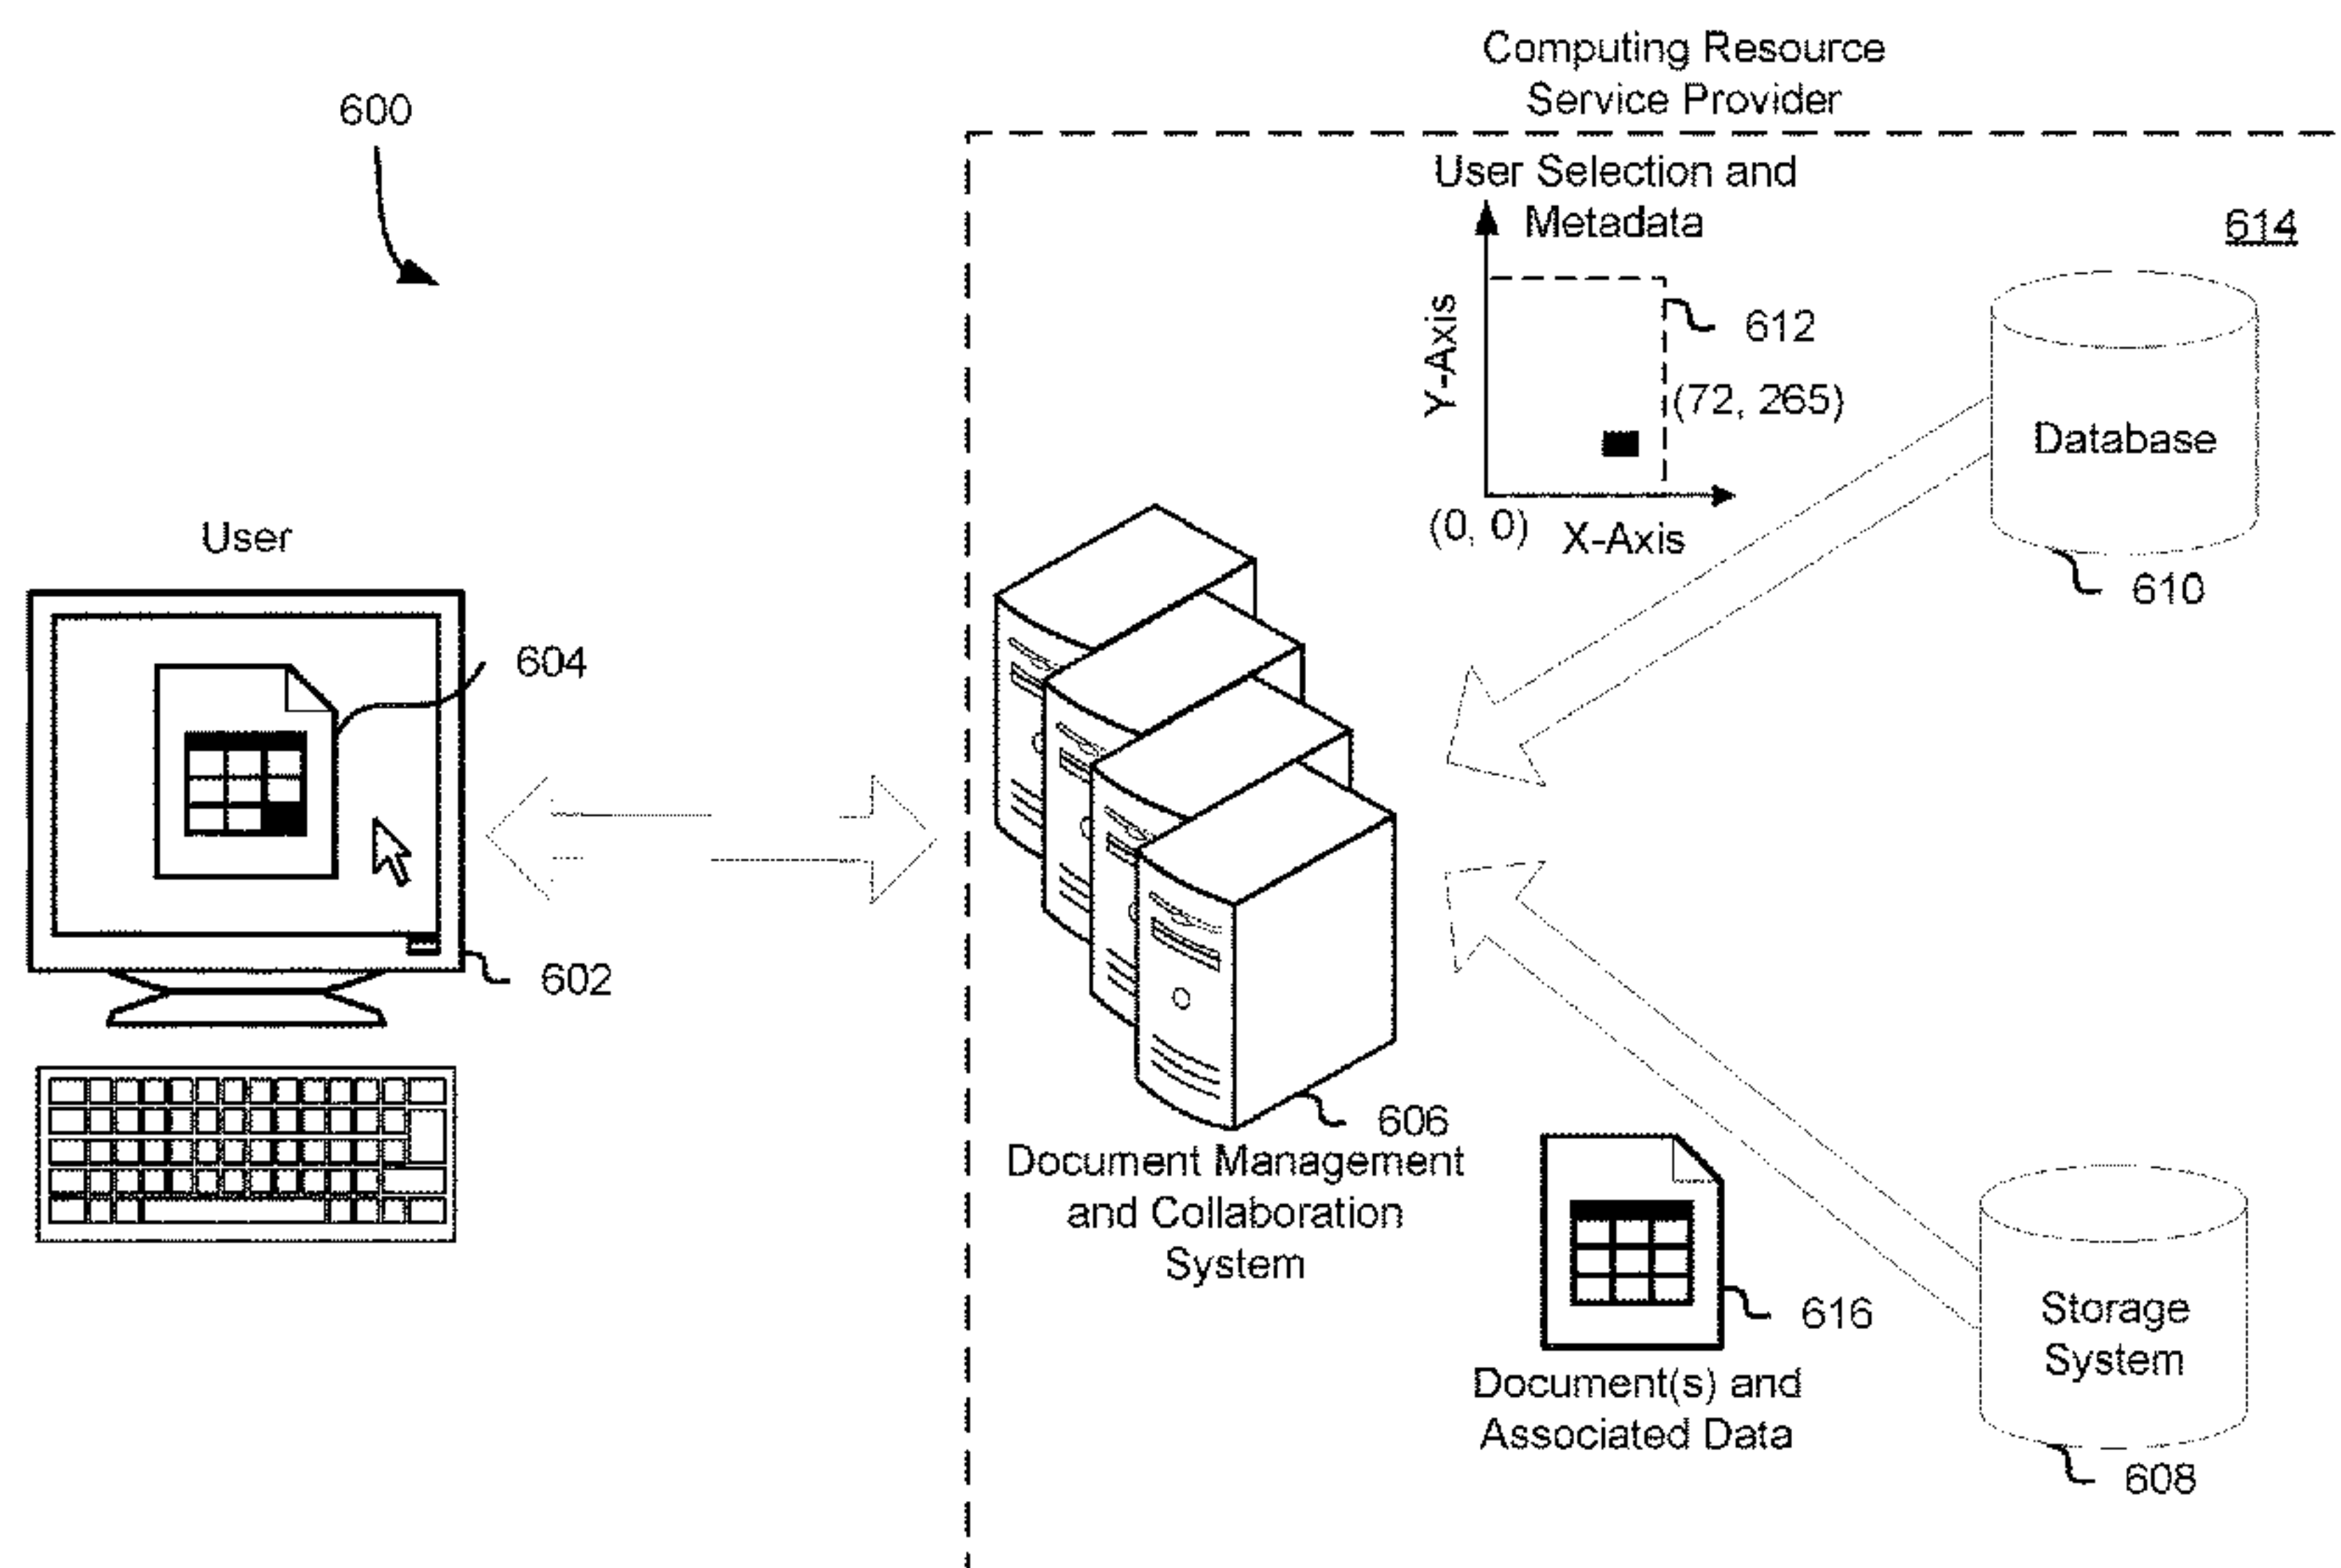 Computing Resource
Service Provider
600
User Selection and
Metadata
614
Y-Axis
612
(72, 265)
Database
(0, 0)
X-Axis
610
User
604
602
606
Document Management
and Collaboration
System
616
Storage
System
Document(s) and
Associated Data
608